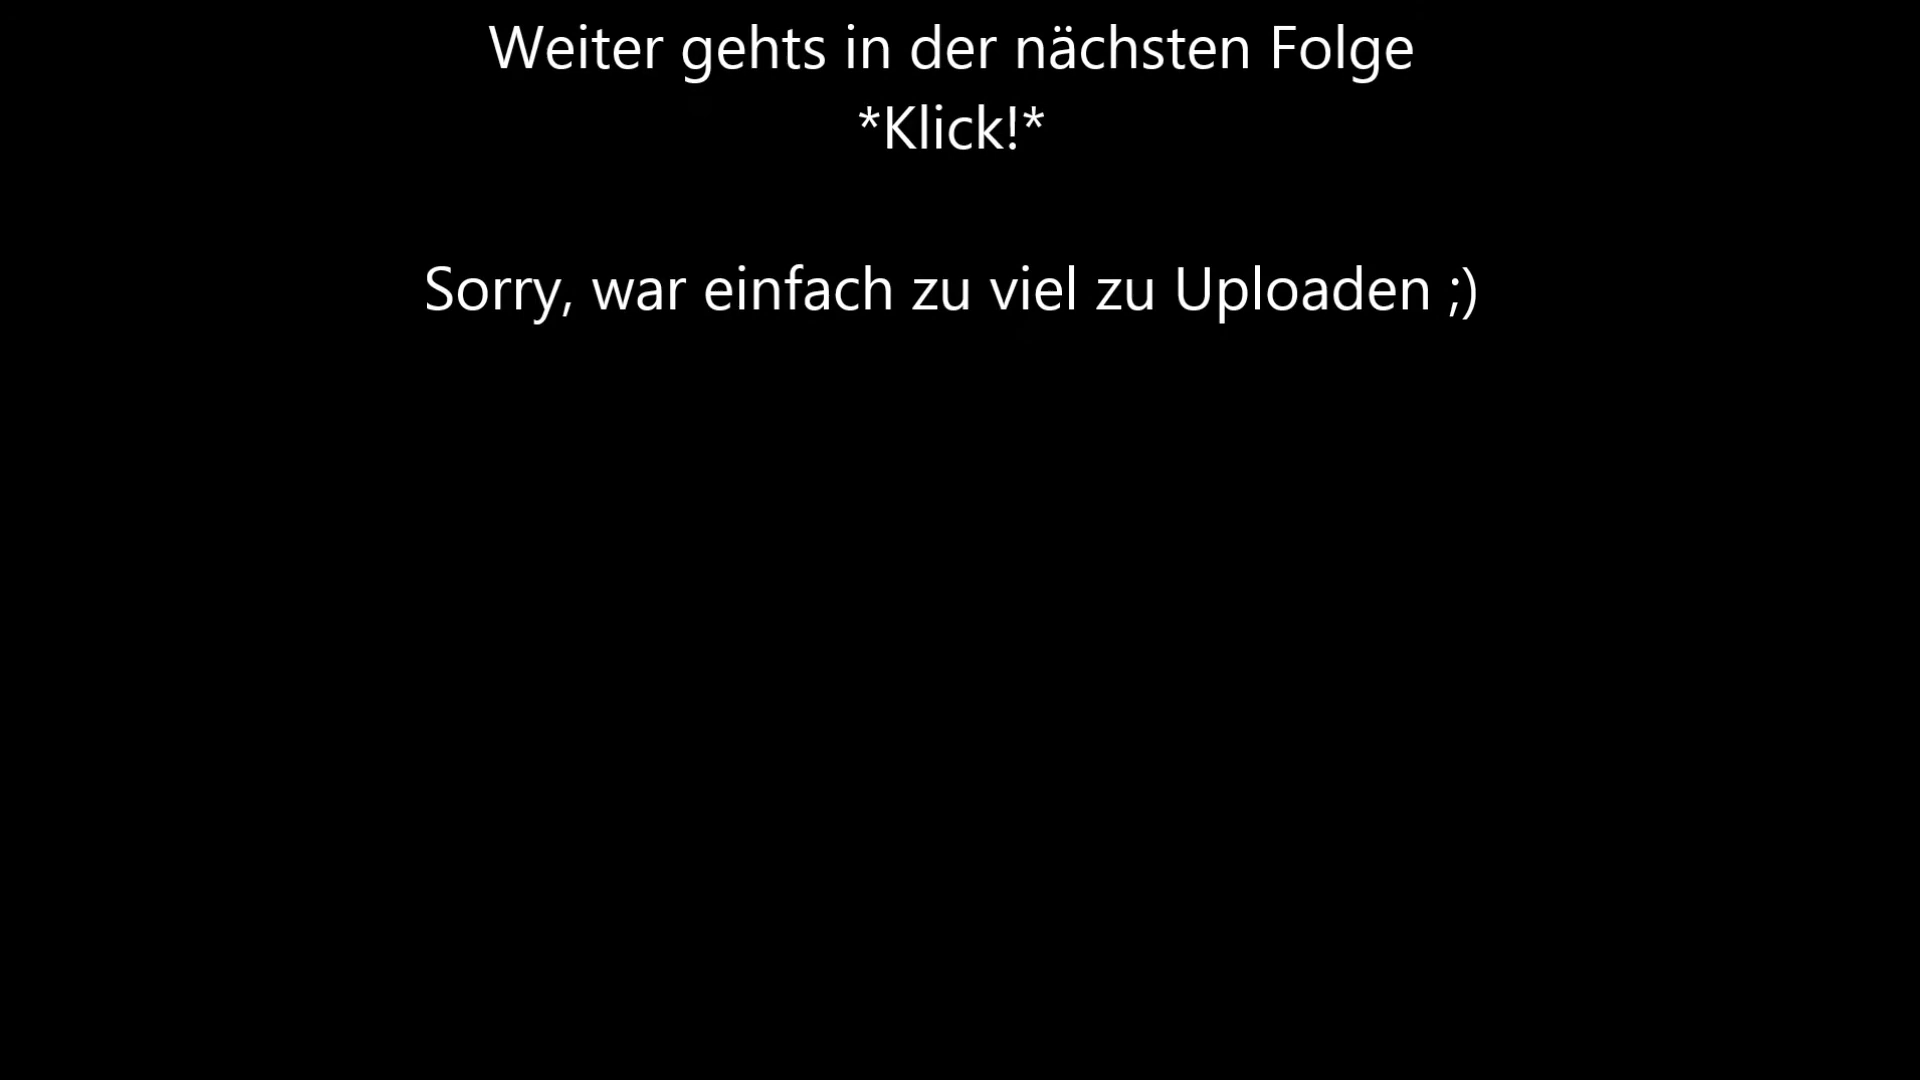 Weiter gehts in der nächsten Folge
*Klick!*
Sorry, war einfach zu viel zu Uploaden ;)